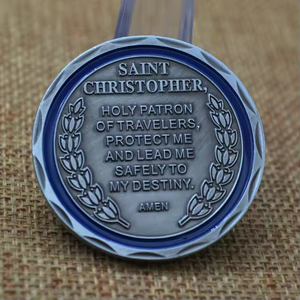 SAINT
CHRISTOPHER,
HOLY PATRON
OF TRAVELERS,
PROTECT ME
AND LEAD ME
SAFELY TO
MY DESTINY.
AMEN